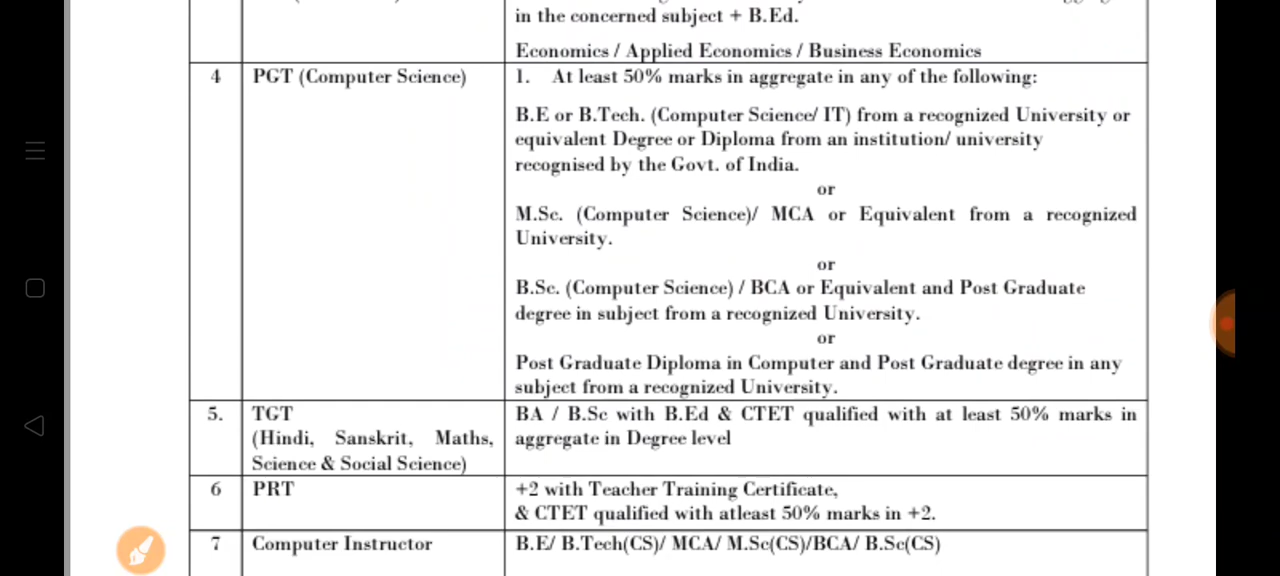 in the concerned subject + B.Ed.
Economics / Applied Economics / Business Economics
4 PGT (Computer Science) 1. At least 50% marks in aggregate in any of the following:
B.E or B.Tech. (Computer Science/ IT) from a recognized University or
equivalent Degree or Diploma from an institution/ university
recognised by the Govt. of India.
or
M.Sc. (Computer Science)/ MCA or Equivalent from a recognized
University.
or
B.Sc. (Computer Science) / BCA or Equivalent and Post Graduate
degree in subject from a recognized University.
or
Post Graduate Diploma in Computer and Post Graduate degree in any
subject from a recognized University.
5. TGT BA / B.Sc with B.Ed & CTET qualified with at least 50% marks in
(Hindi, Sanskrit, Maths, aggregate in Degree level
Science & Social Science)
6 PRT +2 with Teacher Training Certificate,
& CTET qualified with atleast 50% marks in +2.
7 Computer Instructor B.E/ B.Tech(CS)/ MCA/ M.Sc(CS)/BCA/ B.Sc(CS)